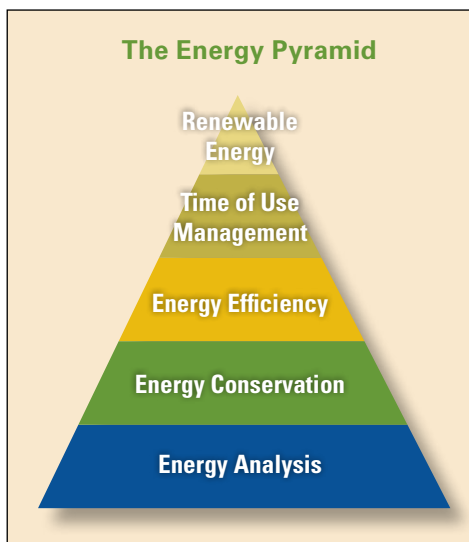 The Energy Pyramid
Renewable
Energy
Time of Use
Management
Energy Efficiency
Energy Conservation
Energy Analysis